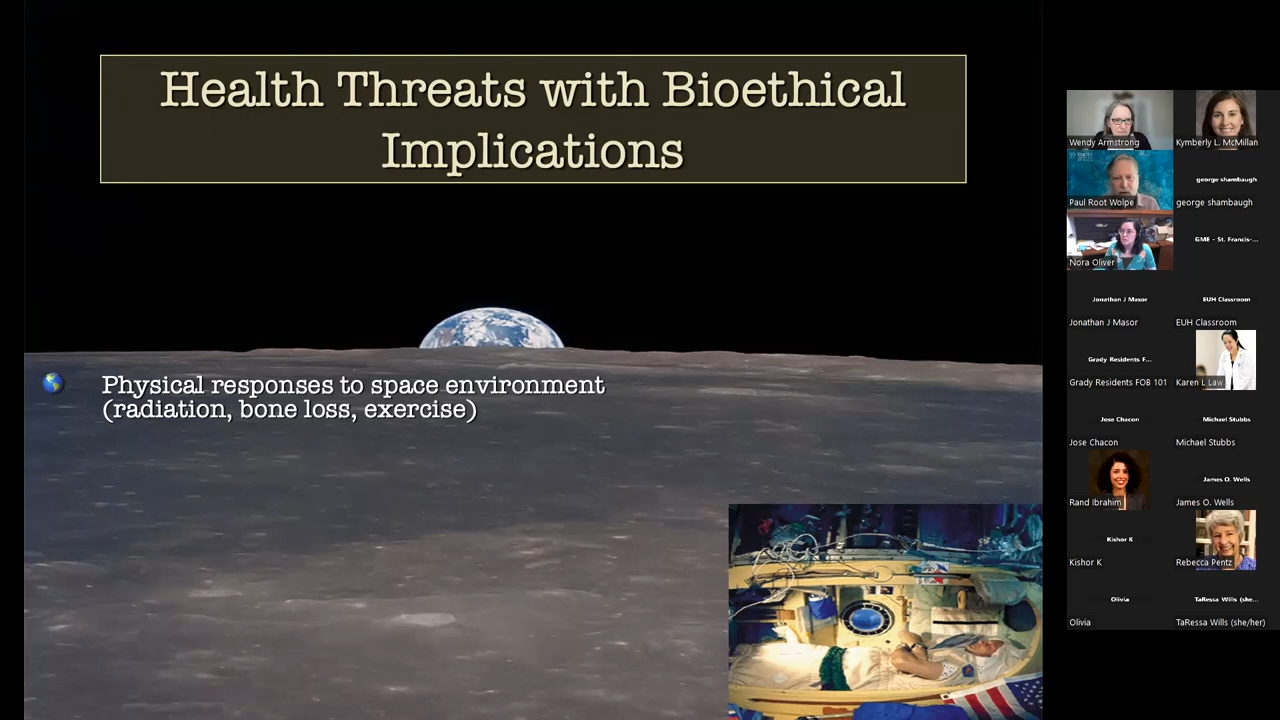 Health Threats with Bioethical
Implications
Physical responses to space environment
(radiation, bone loss, exercise)
Wendy Armstrong
Kymberly L. McMillan
Paul Root Wolpe
george shambaugh
george shambaugh
Nora Oliver
GME - St. Francis-...
Jonathan J Masor
Jonathan J Masor
EUH Classroom
EUH Classroom
Grady Residents F...
Grady Residents FOB 101
Karen L Law
Jose Chacon
Jose Chacon
Michael Stubbs
Michael Stubbs
Rand Ibrahim
James O. Wells
James O. Wells
Kishor K
Kishor K
Rebecca Pentz
Olivia
Olivia
TaRessa Wills (she...
TaRessa Wills (she/her)